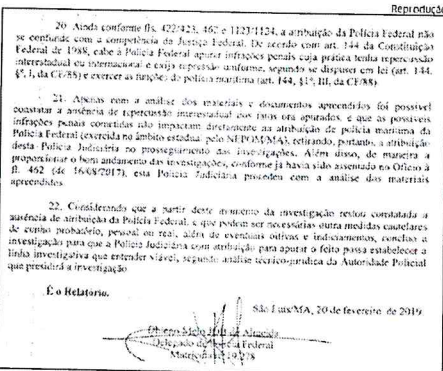 Reprodução
20. Ainda conforme fls. 422/423, 462 e 1123/1124, a atribuição da Polícia Federal não
se confunde com a competência da Justiça Federal. De acordo com art. 144 da Constituição
Federal de 1988, cabe à Polícia Federal apurar infrações penais cuja prática tenha repercussão
interestadual ou internacional e exija repressão uniforme, segundo se dispuser em lei (art. 144,
§º, I, da CF/88) e exercer as funções de polícia marítima (art. 144, §1º, III, da CF/88)
21. Apenas com a análise dos materiais e documentos apreendidos foi possível
constatar a ausência de repercussão interestadual dos fatos ora apurados, e que as possíveis
infrações penais cometidas não impactam diretamente na atribuição de polícia marítima da
Polícia Federal (exercida no âmbito estadual pelo NEPOM/MA), retirando, portanto, a atribuição
desta Polícia Judiciária no prosseguimento das investigações. Além disso, de maneira a
proporcionar o bom andamento das investigações, conforme já havia sido assentado no Ofício à
fl. 462 (de 16/08/2017), esta Polícia Judiciária procedeu com a análise dos materiais
apreendidos.
22. Considerando que a partir deste momento da investigação restou constatada a
ausência de atribuição da Polícia Federal, e que podem ser necessárias outra medidas cautelares
de cunho probatório, pessoal ou real, além de eventuais oitivas e indiciamentos, concluo a
investigação para que a Polícia Judiciária com atribuição para apurar o feito possa estabelecer a
linha investigativa que entender viável, segundo análise técnico-jurídica da Autoridade Policial
que presidirá a investigação.
É o Relatório.
São Luís/MA, 20 de fevereiro de 2019
Melo de Almeida
Delegado de Polícia Federal
Matrícula 19.278